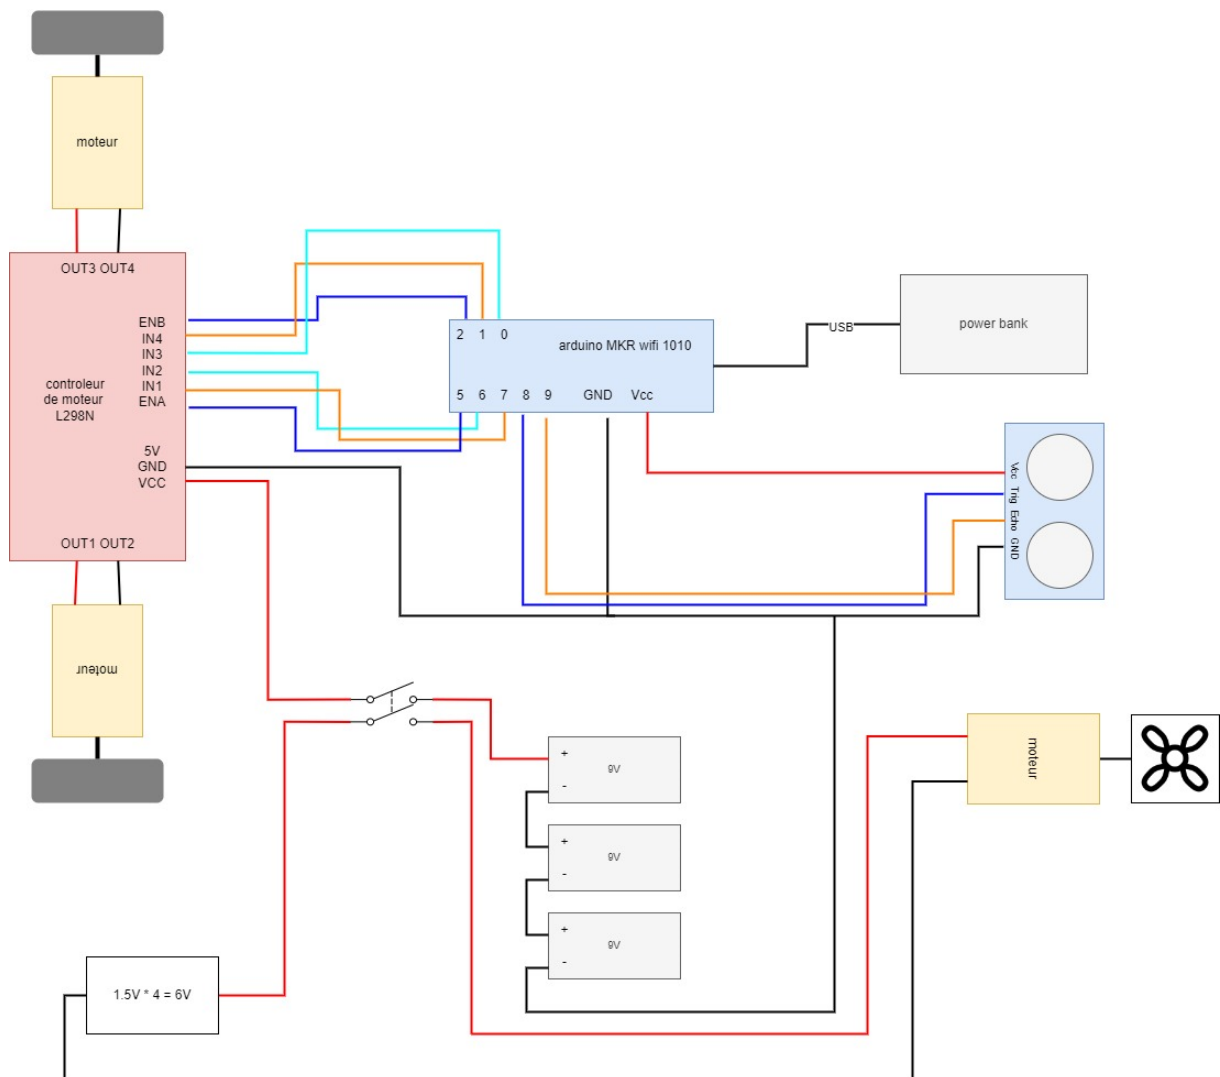 moteur
OUT3 OUT4
ENB
IN4
IN3
IN2
IN1
ENA
controleur
de moteur
L298N
5V
GND
VCC
OUT1 OUT2
moteur
2 1 0
arduino MKR wifi 1010
5 6 7 8 9 GND Vcc
USB
power bank
Vcc
Trig
Echo
GND
+
9V
-
+
9V
-
+
9V
-
moteur
1.5V * 4 = 6V